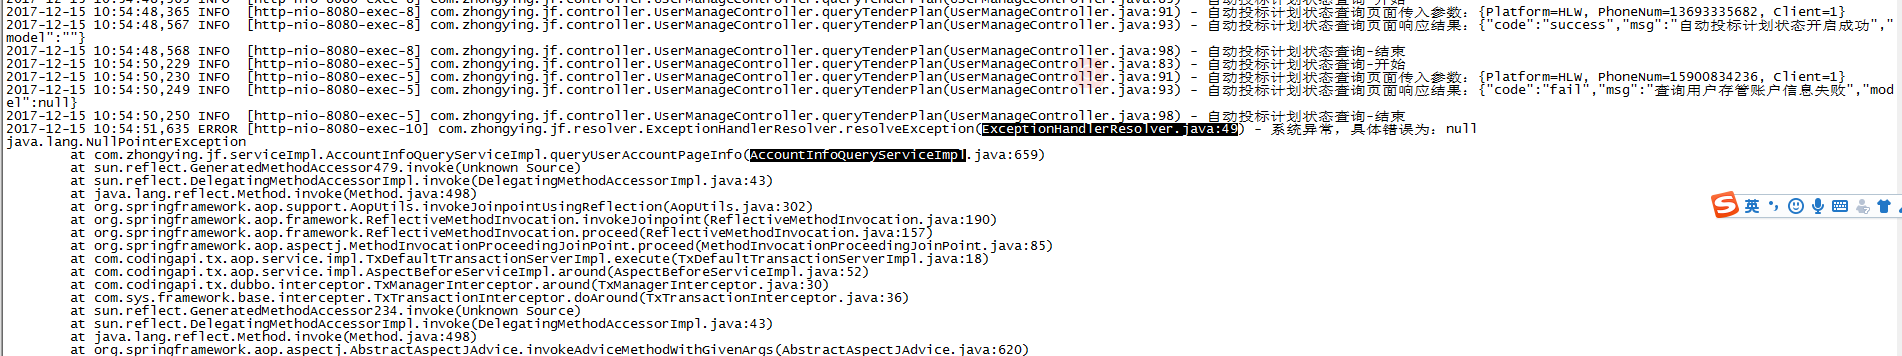 2017-12-15 10:54:48,365 INFO  [http-nio-8080-exec-8] com.zhongying.jf.controller.UserManageController.queryTenderPlan(UserManageController.java:91) - 自动投标计划状态查询页面传入参数：{Platform=HLW, PhoneNum=13693335682, Client=1}
2017-12-15 10:54:48,567 INFO  [http-nio-8080-exec-8] com.zhongying.jf.controller.UserManageController.queryTenderPlan(UserManageController.java:93) - 自动投标计划状态查询页面响应结果：{"code":"success","msg":"自动投标计划状态开启成功","
model":""}
2017-12-15 10:54:48,568 INFO  [http-nio-8080-exec-8] com.zhongying.jf.controller.UserManageController.queryTenderPlan(UserManageController.java:98) - 自动投标计划状态查询-结束
2017-12-15 10:54:50,229 INFO  [http-nio-8080-exec-5] com.zhongying.jf.controller.UserManageController.queryTenderPlan(UserManageController.java:83) - 自动投标计划状态查询-开始
2017-12-15 10:54:50,230 INFO  [http-nio-8080-exec-5] com.zhongying.jf.controller.UserManageController.queryTenderPlan(UserManageController.java:91) - 自动投标计划状态查询页面传入参数：{Platform=HLW, PhoneNum=15900834236, Client=1}
2017-12-15 10:54:50,249 INFO  [http-nio-8080-exec-5] com.zhongying.jf.controller.UserManageController.queryTenderPlan(UserManageController.java:93) - 自动投标计划状态查询页面响应结果：{"code":"fail","msg":"查询用户存管账户信息失败","mod
el":null}
2017-12-15 10:54:50,250 INFO  [http-nio-8080-exec-5] com.zhongying.jf.controller.UserManageController.queryTenderPlan(UserManageController.java:98) - 自动投标计划状态查询-结束
2017-12-15 10:54:51,635 ERROR [http-nio-8080-exec-10] com.zhongying.jf.resolver.ExceptionHandlerResolver.resolveException(ExceptionHandlerResolver.java:49) - 系统异常，具体错误为：null
java.lang.NullPointerException
at com.zhongying.jf.serviceImpl.AccountInfoQueryServiceImpl.queryUserAccountPageInfo(AccountInfoQueryServiceImpl.java:659)
at sun.reflect.GeneratedMethodAccessor479.invoke(Unknown Source)
at sun.reflect.DelegatingMethodAccessorImpl.invoke(DelegatingMethodAccessorImpl.java:43)
at java.lang.reflect.Method.invoke(Method.java:498)
at org.springframework.aop.support.AopUtils.invokeJoinpointUsingReflection(AopUtils.java:302)
at org.springframework.aop.framework.ReflectiveMethodInvocation.invokeJoinpoint(ReflectiveMethodInvocation.java:190)
at org.springframework.aop.framework.ReflectiveMethodInvocation.proceed(ReflectiveMethodInvocation.java:157)
at org.springframework.aop.aspectj.MethodInvocationProceedingJoinPoint.proceed(MethodInvocationProceedingJoinPoint.java:85)
at com.codingapi.tx.aop.service.impl.TxDefaultTransactionServerImpl.execute(TxDefaultTransactionServerImpl.java:18)
at com.codingapi.tx.aop.service.impl.AspectBeforeServiceImpl.around(AspectBeforeServiceImpl.java:52)
at com.codingapi.tx.dubbo.interceptor.TxManagerInterceptor.around(TxManagerInterceptor.java:30)
at com.sys.framework.base.intercepter.TxTransactionInterceptor.doAround(TxTransactionInterceptor.java:36)
at sun.reflect.GeneratedMethodAccessor234.invoke(Unknown Source)
at sun.reflect.DelegatingMethodAccessorImpl.invoke(DelegatingMethodAccessorImpl.java:43)
at java.lang.reflect.Method.invoke(Method.java:498)
at org.springframework.aop.aspectj.AbstractAspectJAdvice.invokeAdviceMethodWithGivenArgs(AbstractAspectJAdvice.java:620)
S 英